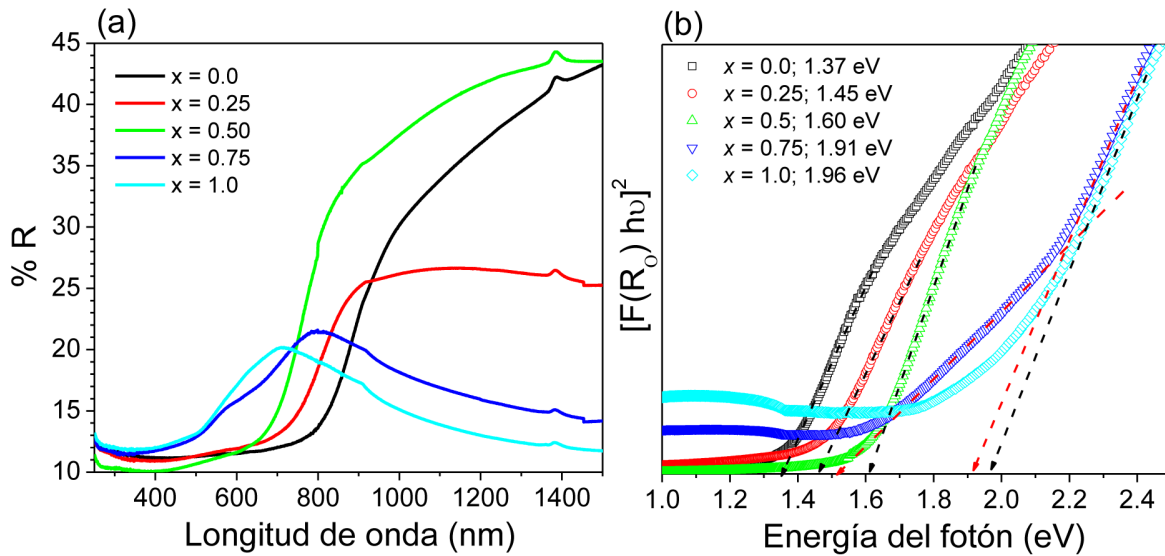 (a)
45
40
35
30
25
20
15
10
% R
x = 0.0
x = 0.25
x = 0.50
x = 0.75
x = 1.0
400 600 800 1000 1200 1400
Longitud de onda (nm)
(b)
[F(R₀) hυ]²
x = 0.0; 1.37 eV
x = 0.25; 1.45 eV
x = 0.5; 1.60 eV
x = 0.75; 1.91 eV
x = 1.0; 1.96 eV
1.0 1.2 1.4 1.6 1.8 2.0 2.2 2.4
Energía del fotón (eV)